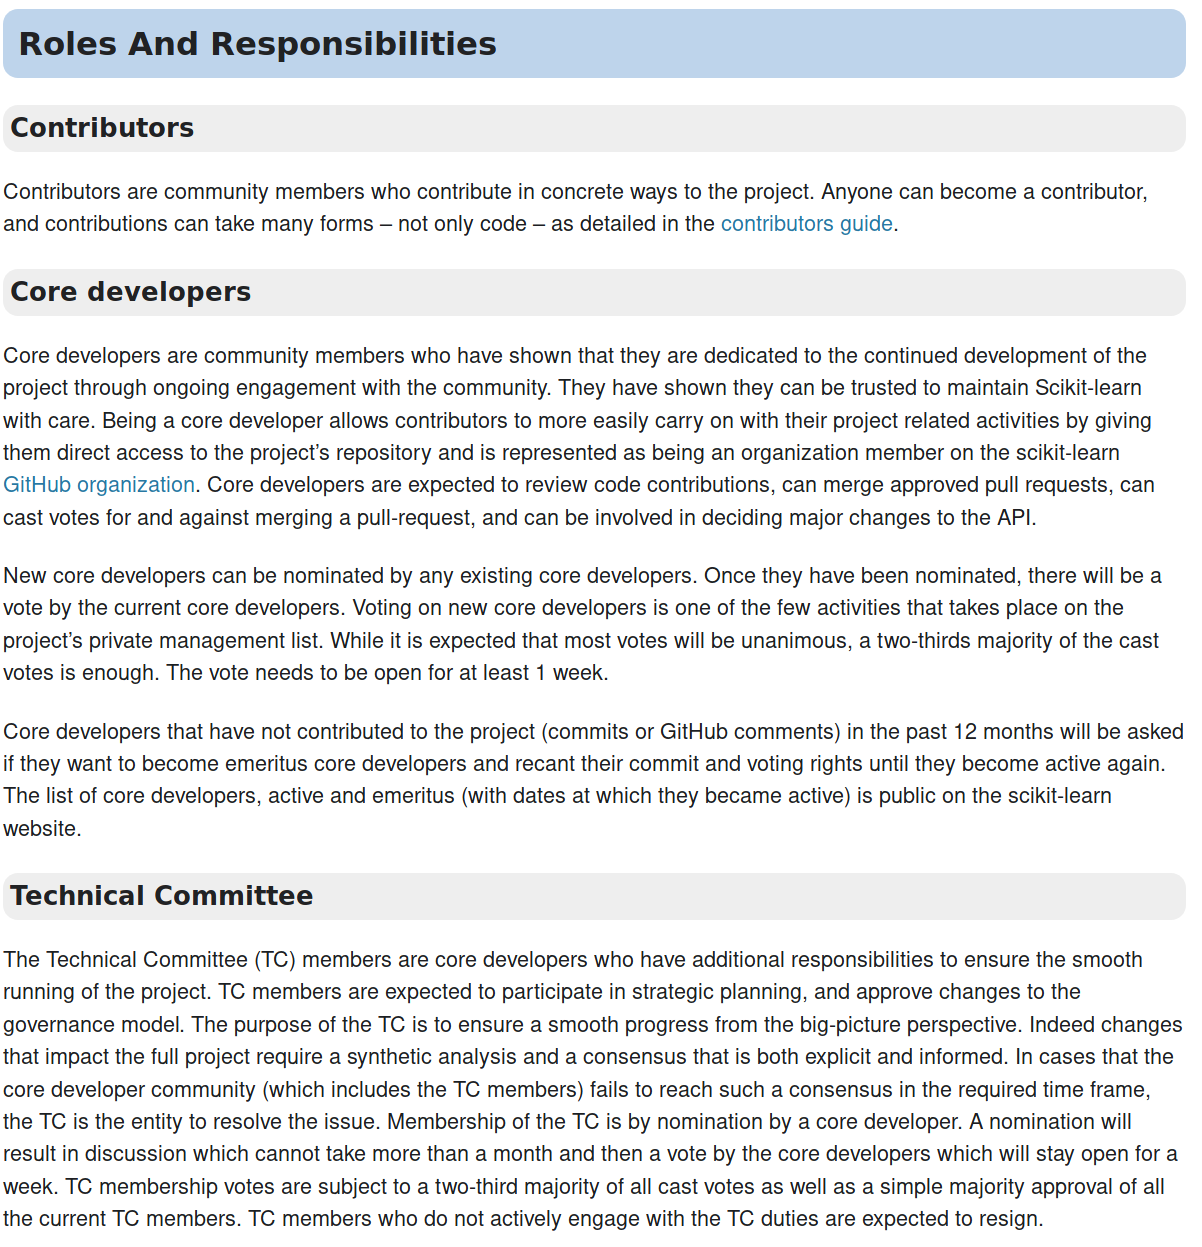 Roles And Responsibilities
Contributors
Contributors are community members who contribute in concrete ways to the project. Anyone can become a contributor,
and contributions can take many forms – not only code – as detailed in the contributors guide.
Core developers
Core developers are community members who have shown that they are dedicated to the continued development of the
project through ongoing engagement with the community. They have shown they can be trusted to maintain Scikit-learn
with care. Being a core developer allows contributors to more easily carry on with their project related activities by giving
them direct access to the project’s repository and is represented as being an organization member on the scikit-learn
GitHub organization. Core developers are expected to review code contributions, can merge approved pull requests, can
cast votes for and against merging a pull-request, and can be involved in deciding major changes to the API.
New core developers can be nominated by any existing core developers. Once they have been nominated, there will be a
vote by the current core developers. Voting on new core developers is one of the few activities that takes place on the
project’s private management list. While it is expected that most votes will be unanimous, a two-thirds majority of the cast
votes is enough. The vote needs to be open for at least 1 week.
Core developers that have not contributed to the project (commits or GitHub comments) in the past 12 months will be asked
if they want to become emeritus core developers and recant their commit and voting rights until they become active again.
The list of core developers, active and emeritus (with dates at which they became active) is public on the scikit-learn
website.
Technical Committee
The Technical Committee (TC) members are core developers who have additional responsibilities to ensure the smooth
running of the project. TC members are expected to participate in strategic planning, and approve changes to the
governance model. The purpose of the TC is to ensure a smooth progress from the big-picture perspective. Indeed changes
that impact the full project require a synthetic analysis and a consensus that is both explicit and informed. In cases that the
core developer community (which includes the TC members) fails to reach such a consensus in the required time frame,
the TC is the entity to resolve the issue. Membership of the TC is by nomination by a core developer. A nomination will
result in discussion which cannot take more than a month and then a vote by the core developers which will stay open for a
week. TC membership votes are subject to a two-third majority of all cast votes as well as a simple majority approval of all
the current TC members. TC members who do not actively engage with the TC duties are expected to resign.